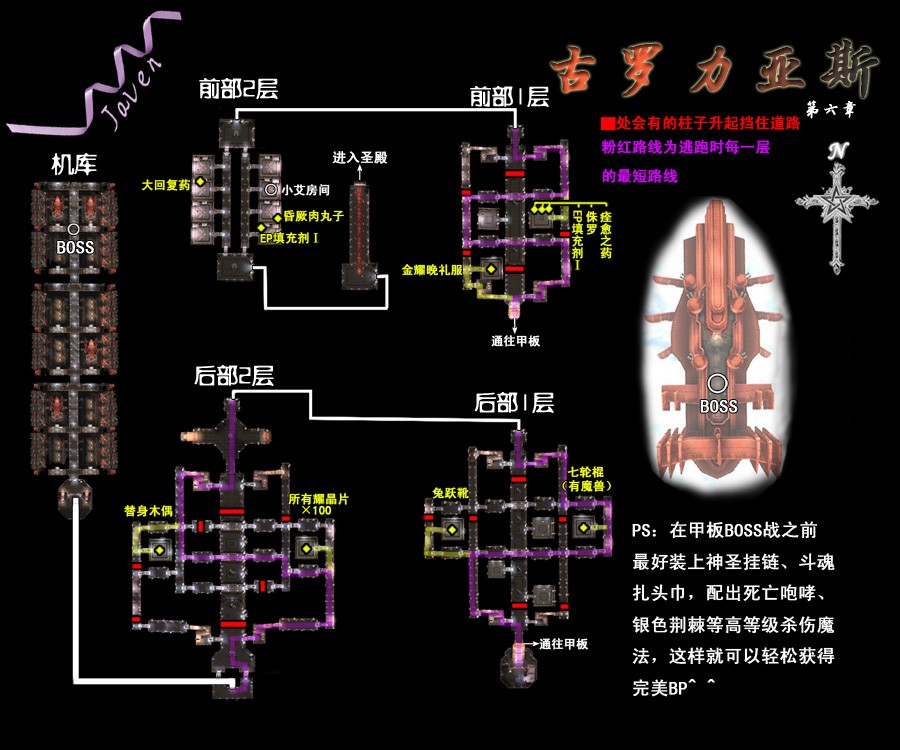 Javen
古罗力亚斯
第六章
前部2层
前部1层
■处会有的柱子升起挡住道路
粉红路线为逃跑时每一层
的最短路线
N
机库
BOSS
进入圣殿
大回复药
小艾房间
昏厥肉丸子
EP填充剂Ⅰ
痊愈之药
侏罗
EP填充剂Ⅰ
金耀晚礼服
通往甲板
后部2层
后部1层
BOSS
替身木偶
所有耀晶片
×100
兔跃靴
七轮棍
（有魔兽）
通往甲板
PS：在甲板BOSS战之前
最好装上神圣挂链、斗魂
扎头巾，配出死亡咆哮、
银色荆棘等高等级杀伤魔
法，这样就可以轻松获得
完美BP^ ^